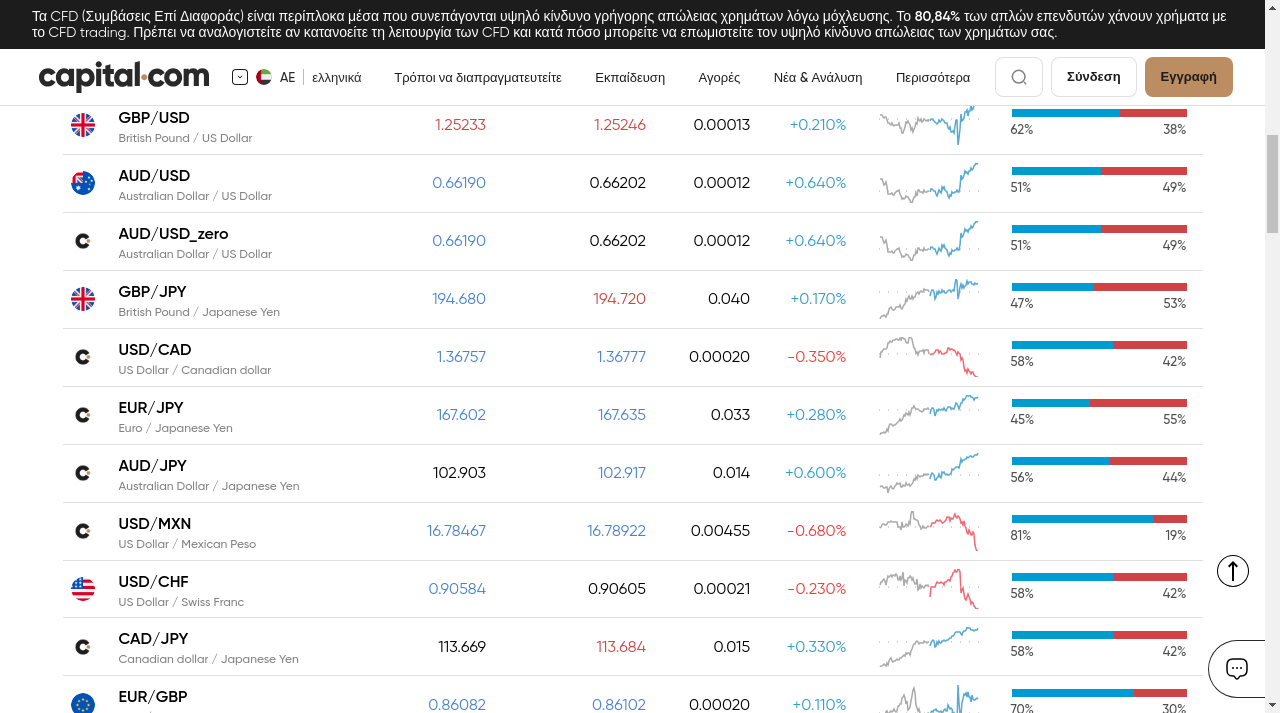 Τα CFD (Συμβάσεις Επί Διαφοράς) είναι περίπλοκα μέσα που συνεπάγονται υψηλό κίνδυνο γρήγορης απώλειας χρημάτων λόγω μόχλευσης. Το 80,84% των απλών επενδυτών χάνουν χρήματα με
το CFD trading. Πρέπει να αναλογιστείτε αν κατανοείτε τη λειτουργία των CFD και κατά πόσο μπορείτε να επωμιστείτε τον υψηλό κίνδυνο απώλειας των χρημάτων σας.
capital.com AE ελληνικά Τρόποι να διαπραγματευτείτε Εκπαίδευση Αγορές Νέα & Ανάλυση Περισσότερα Σύνδεση Εγγραφή
GBP/USD 1.25233 1.25246 0.00013 +0.210%
British Pound / US Dollar 62% 38%
AUD/USD 0.66190 0.66202 0.00012 +0.640%
Australian Dollar / US Dollar 51% 49%
AUD/USD_zero 0.66190 0.66202 0.00012 +0.640%
Australian Dollar / US Dollar 51% 49%
GBP/JPY 194.680 194.720 0.040 +0.170%
British Pound / Japanese Yen 47% 53%
USD/CAD 1.36757 1.36777 0.00020 -0.350%
US Dollar / Canadian dollar 58% 42%
EUR/JPY 167.602 167.635 0.033 +0.280%
Euro / Japanese Yen 45% 55%
AUD/JPY 102.903 102.917 0.014 +0.600%
Australian Dollar / Japanese Yen 56% 44%
USD/MXN 16.78467 16.78922 0.00455 -0.680%
US Dollar / Mexican Peso 81% 19%
USD/CHF 0.90584 0.90605 0.00021 -0.230%
US Dollar / Swiss Franc 58% 42%
CAD/JPY 113.669 113.684 0.015 +0.330%
Canadian dollar / Japanese Yen 58% 42%
EUR/GBP 0.86082 0.86102 0.00020 +0.110%
70% 30%